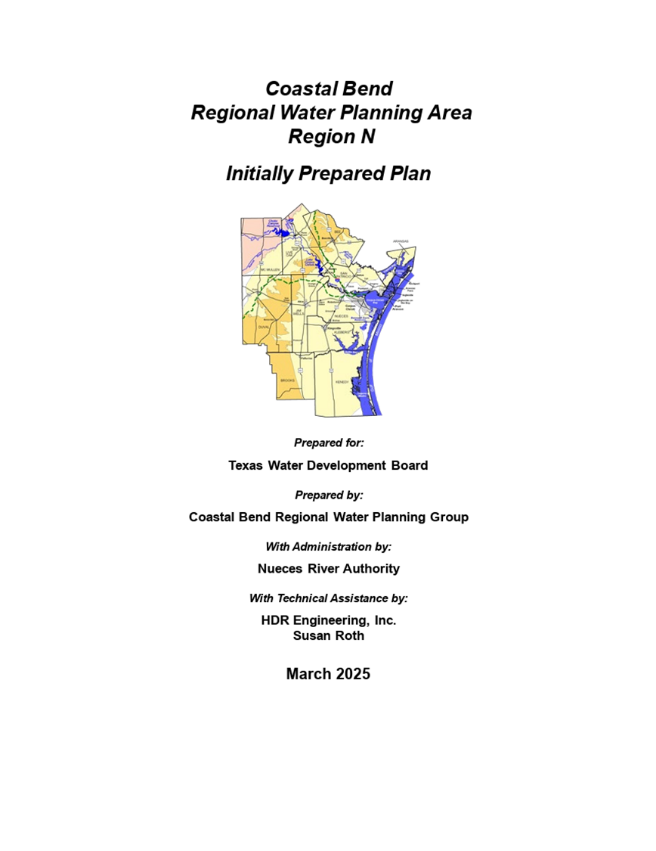 Coastal Bend
Regional Water Planning Area
Region N
Initially Prepared Plan
BROOKS
KENEDY
Prepared for:
Texas Water Development Board
Prepared by:
Coastal Bend Regional Water Planning Group
With Administration by:
Nueces River Authority
With Technical Assistance by:
HDR Engineering, Inc.
Susan Roth
March 2025